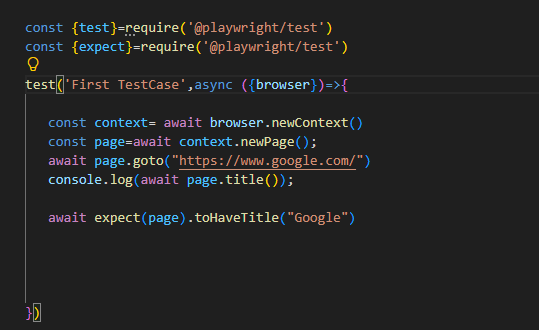 const {test}=require('@playwright/test')
const {expect}=require('@playwright/test')
test('First TestCase',async ({browser})=>{
const context= await browser.newContext()
const page=await context.newPage();
await page.goto("https://www.google.com/")
console.log(await page.title());
await expect(page).toHaveTitle("Google")
})